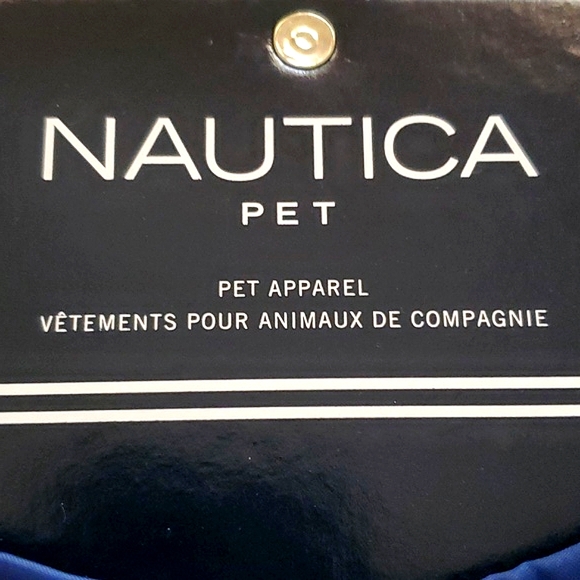 NAUTICA
PET
PET APPAREL
VÊTEMENTS POUR ANIMAUX DE COMPAGNIE